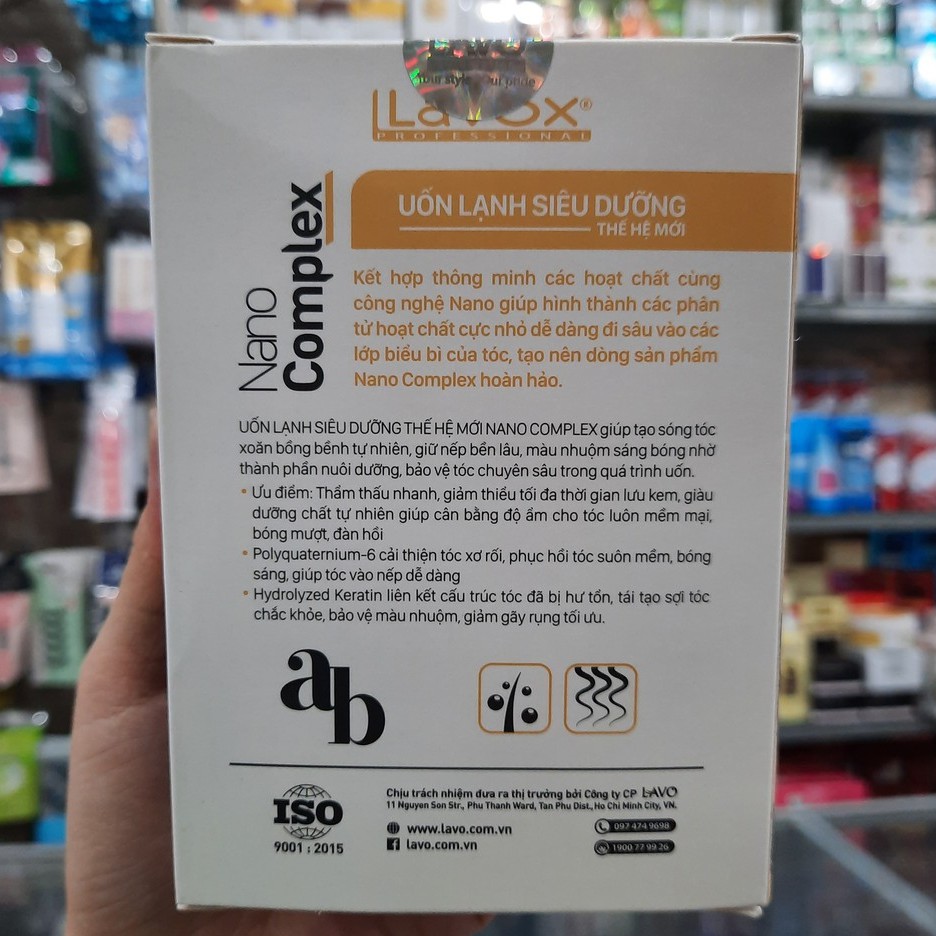 LAVO
our style your pride
LLavox®
PROFESSIONAL
Nano
Complex
UỐN LẠNH SIÊU DƯỠNG
THẾ HỆ MỚI
Kết hợp thông minh các hoạt chất cùng
công nghệ Nano giúp hình thành các phân
tử hoạt chất cực nhỏ dễ dàng đi sâu vào các
lớp biểu bì của tóc, tạo nên dòng sản phẩm
Nano Complex hoàn hảo.
UỐN LẠNH SIÊU DƯỠNG THẾ HỆ MỚI NANO COMPLEX giúp tạo sóng tóc
xoăn bồng bềnh tự nhiên, giữ nếp bền lâu, màu nhuộm sáng bóng nhờ
thành phần nuôi dưỡng, bảo vệ tóc chuyên sâu trong quá trình uốn.
• Ưu điểm: Thẩm thấu nhanh, giảm thiểu tối đa thời gian lưu kem, giàu
dưỡng chất tự nhiên giúp cân bằng độ ẩm cho tóc luôn mềm mại,
bóng mượt, đàn hồi
• Polyquaternium-6 cải thiện tóc xơ rối, phục hồi tóc suôn mềm, bóng
sáng, giúp tóc vào nếp dễ dàng
• Hydrolyzed Keratin liên kết cấu trúc tóc đã bị hư tổn, tái tạo sợi tóc
chắc khỏe, bảo vệ màu nhuộm, giảm gãy rụng tối ưu.
ab
ISO
9001 : 2015
Chịu trách nhiệm đưa ra thị trường bởi Công ty CP LAVO
11 Nguyen Son Str., Phu Thanh Ward, Tan Phu Dist., Ho Chi Minh City, VN.
www.lavo.com.vn
097 474 9698
lavo.com.vn
1900 77 99 26